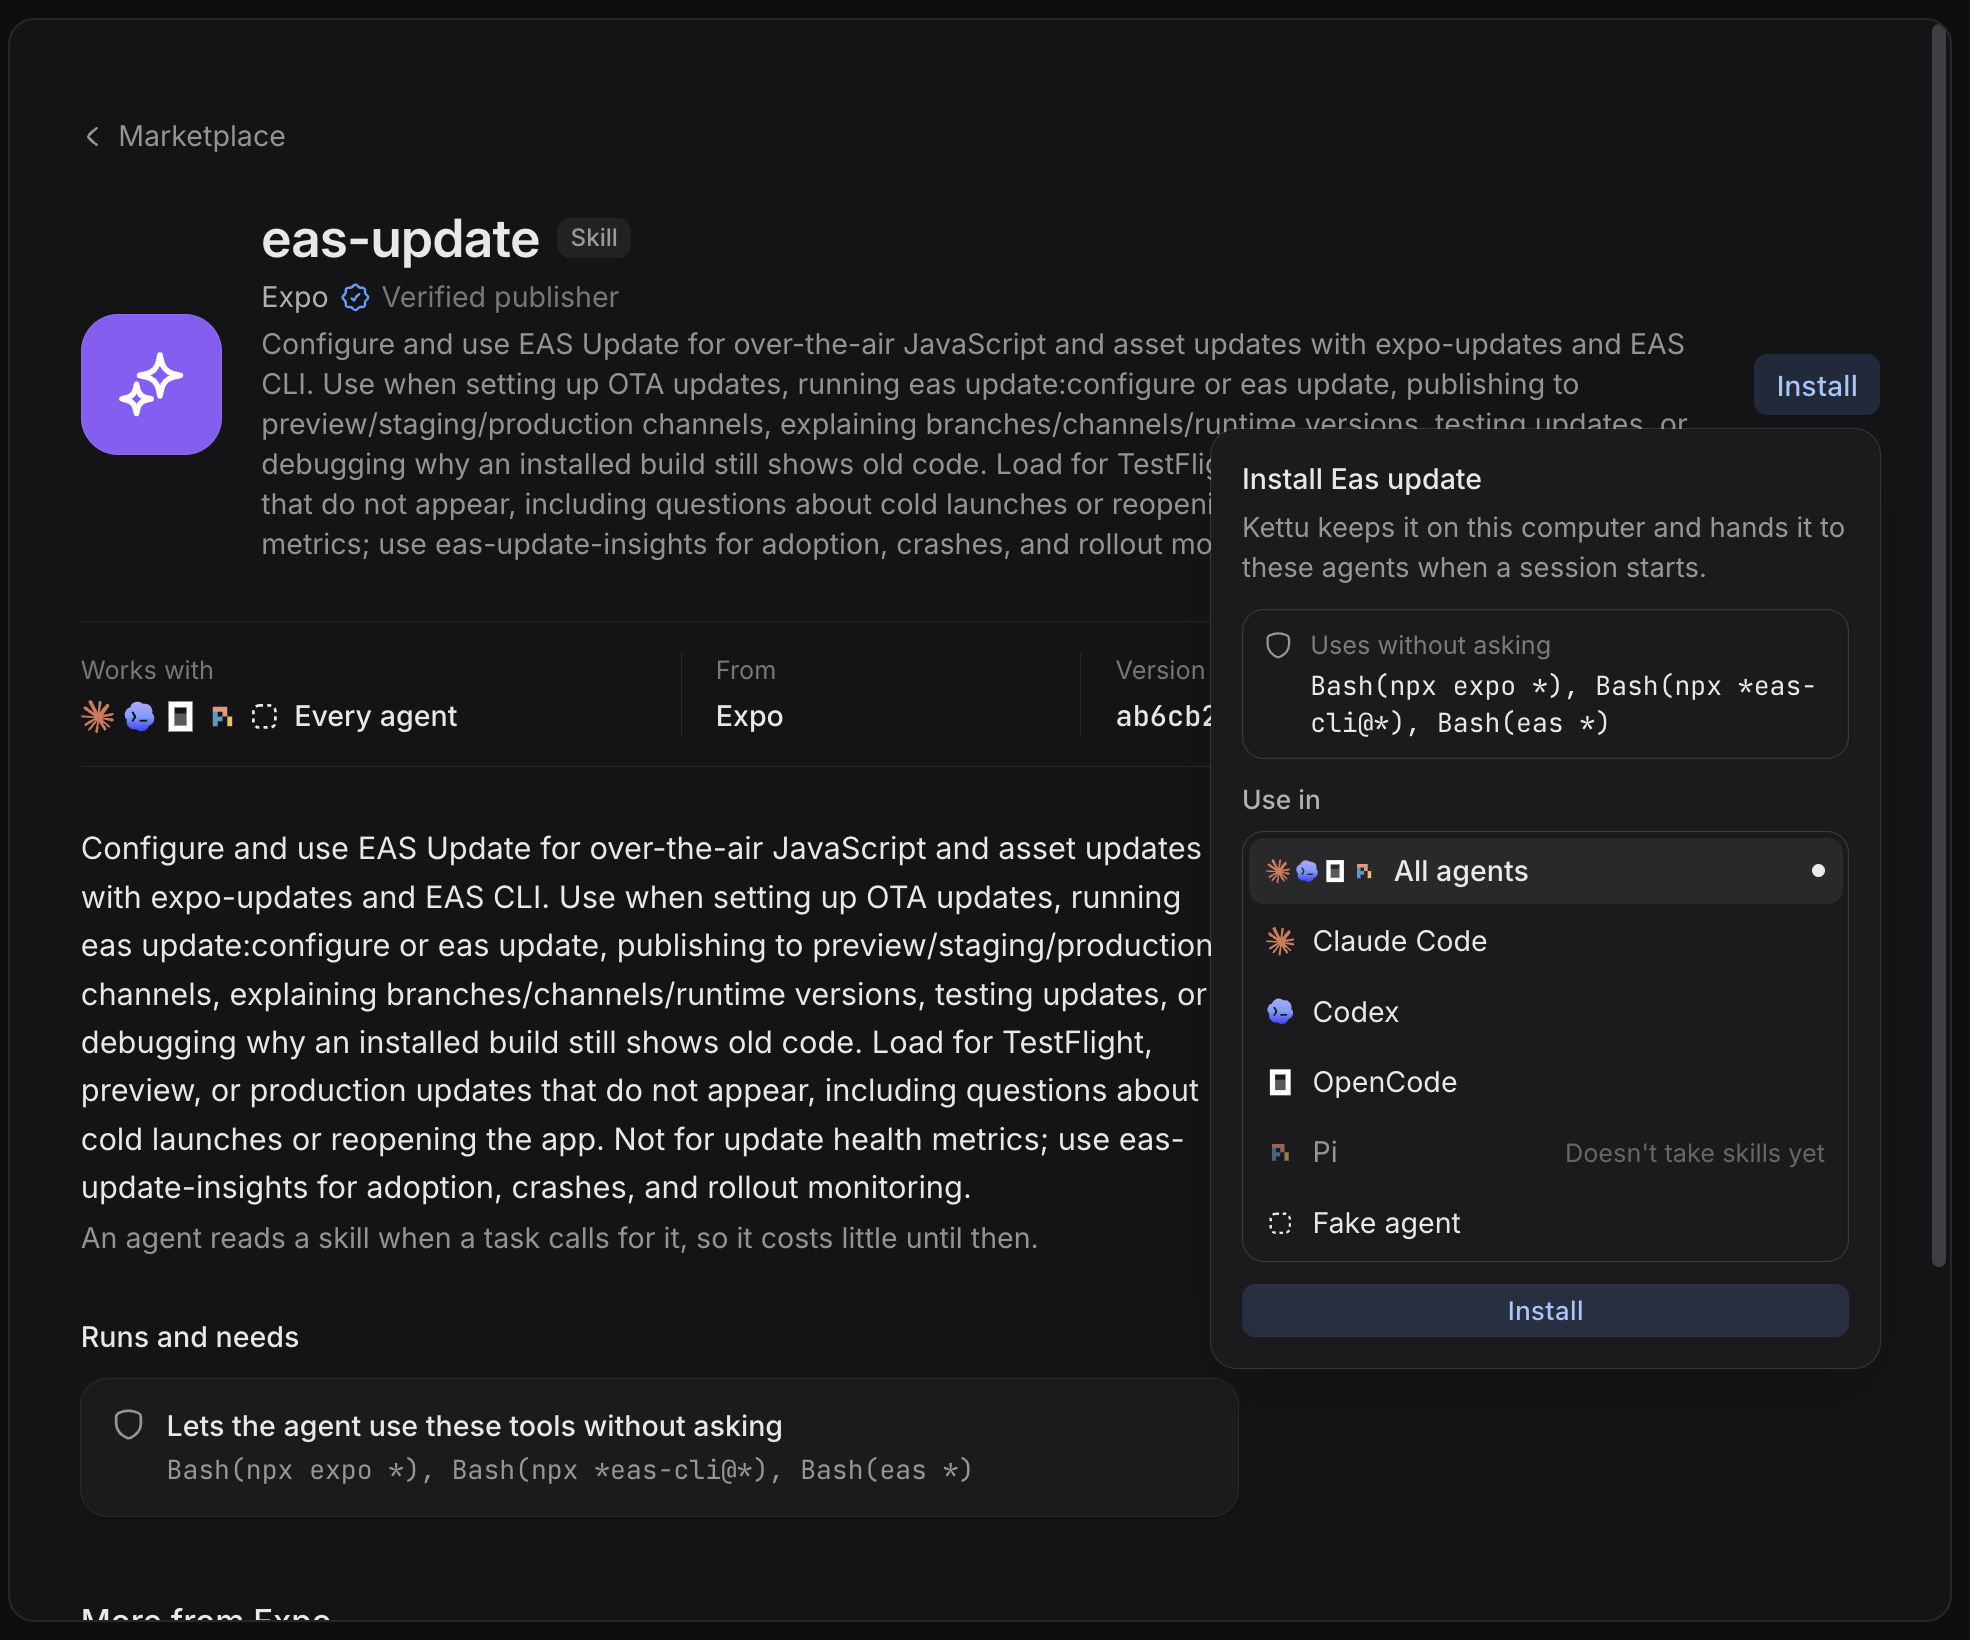 Marketplace
eas-update
Skill
Expo Verified publisher
Configure and use EAS Update for over-the-air JavaScript and asset updates with expo-updates and EAS
CLI. Use when setting up OTA updates, running eas update:configure or eas update, publishing to
preview/staging/production channels, explaining branches/channels/runtime versions, testing updates, or
debugging why an installed build still shows old code. Load for
that do not appear, including questions about cold launches or
metrics; use eas-update-insights for adoption, crashes, and rollout
Install
Works with
Every agent
From
Expo
Version
ab6cb2
Configure and use EAS Update for over-the-air JavaScript and asset updates
with expo-updates and EAS CLI. Use when setting up OTA updates, running
eas update:configure or eas update, publishing to preview/staging/production
channels, explaining branches/channels/runtime versions, testing updates, or
debugging why an installed build still shows old code. Load for TestFlight,
preview, or production updates that do not appear, including questions about
cold launches or reopening the app. Not for update health metrics; use eas-
update-insights for adoption, crashes, and rollout monitoring.
An agent reads a skill when a task calls for it, so it costs little until then.
Runs and needs
Lets the agent use these tools without asking
Bash(npx expo *), Bash(npx *eas-cli@*), Bash(eas *)
More from Expo
Install Eas update
Kettu keeps it on this computer and hands it to
these agents when a session starts.
Uses without asking
Bash(npx expo *), Bash(npx *eas-
cli@*), Bash(eas *)
Use in
All agents
Claude Code
Codex
OpenCode
Pi
Doesn't take skills yet
Fake agent
Install